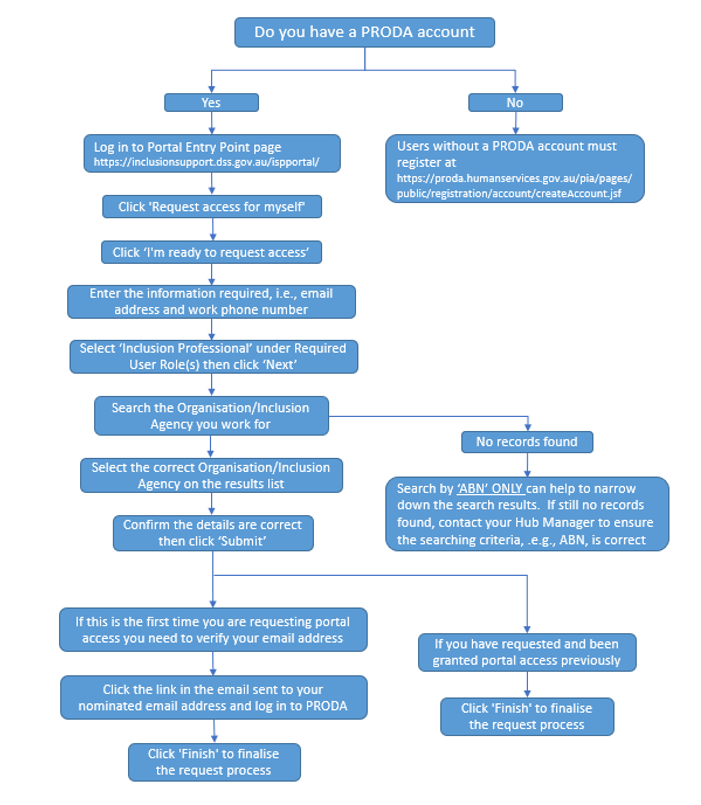 Do you have a PRODA account
Yes
No
Log in to Portal Entry Point page
https://inclusionsupport.dss.gov.au/ispportal/
Users without a PRODA account must
register at
https://proda.humanservices.gov.au/pia/pages/
public/registration/account/createAccount.jsf
Click 'Request access for myself'
Click ‘I'm ready to request access’
Enter the information required, i.e., email
address and work phone number
Select ‘Inclusion Professional’ under Required
User Role(s) then click ‘Next’
Search the Organisation/Inclusion
Agency you work for
No records found
Select the correct Organisation/Inclusion
Agency on the results list
Search by ‘ABN’ ONLY can help to narrow
down the search results.  If still no records
found, contact your Hub Manager to ensure
the searching criteria, .e.g., ABN, is correct
Confirm the details are correct
then click ‘Submit’
If this is the first time you are requesting portal
access you need to verify your email address
If you have requested and been
granted portal access previously
Click the link in the email sent to your
nominated email address and log in to PRODA
Click 'Finish' to finalise
the request process
Click 'Finish' to finalise
the request process